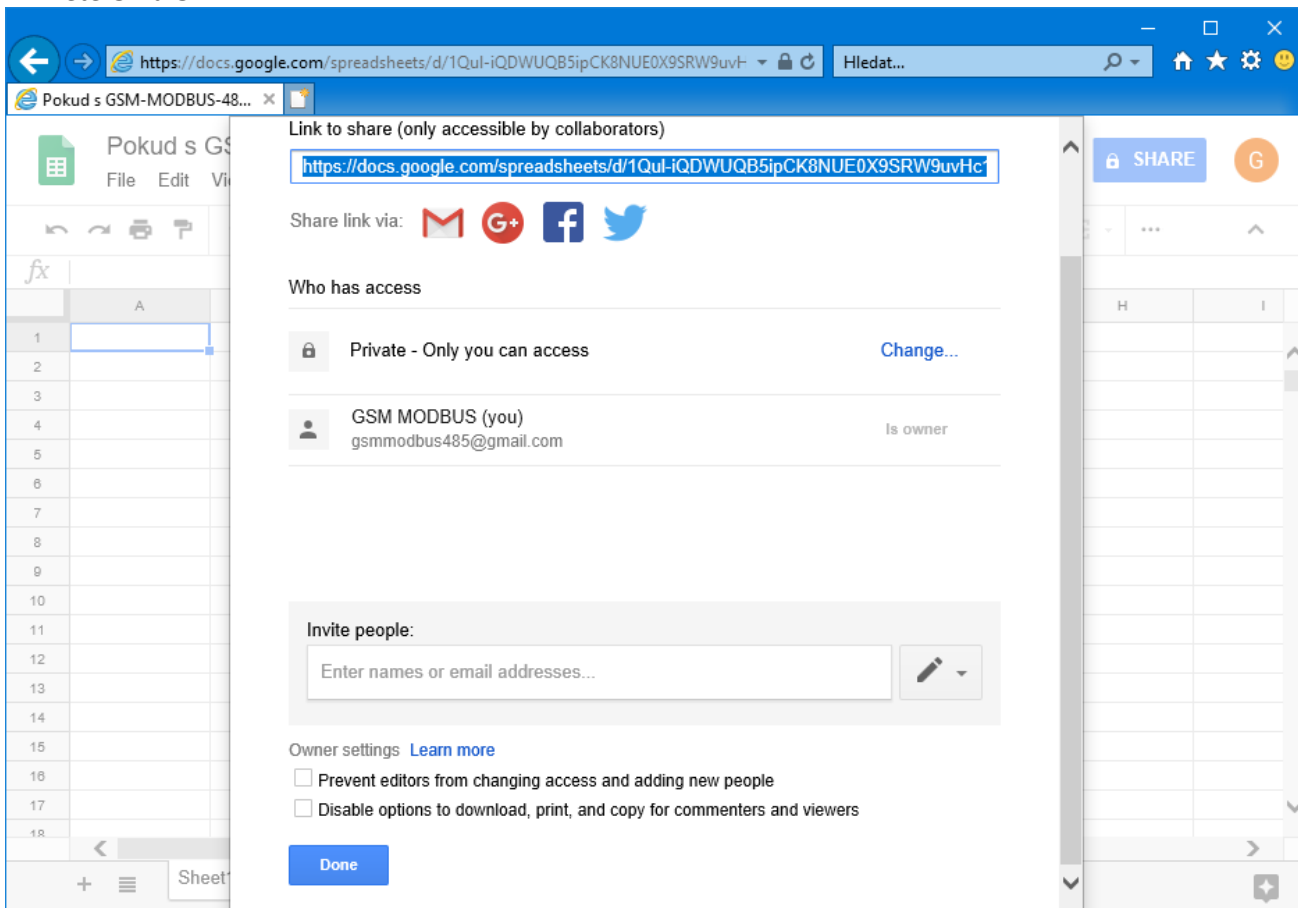 https://docs.google.com/spreadsheets/d/1QuI-iQDWUQB5ipCK8NUE0X9SRW9uvH
Hledat...
Pokud s GSM-MODBUS-48...
Pokud s GS
SHARE
G
File Edit Vi
Link to share (only accessible by collaborators)
https://docs.google.com/spreadsheets/d/1QuI-iQDWUQB5ipCK8NUE0X9SRW9uvHc1
Share link via:
G+
f
fx
Who has access
A
H
I
1
Private - Only you can access
Change...
2
3
4
GSM MODBUS (you)
gsmmodbus485@gmail.com
Is owner
5
6
7
8
9
10
11
Invite people:
12
Enter names or email addresses...
13
14
15
Owner settings Learn more
16
Prevent editors from changing access and adding new people
17
Disable options to download, print, and copy for commenters and viewers
18
Done
Sheet1